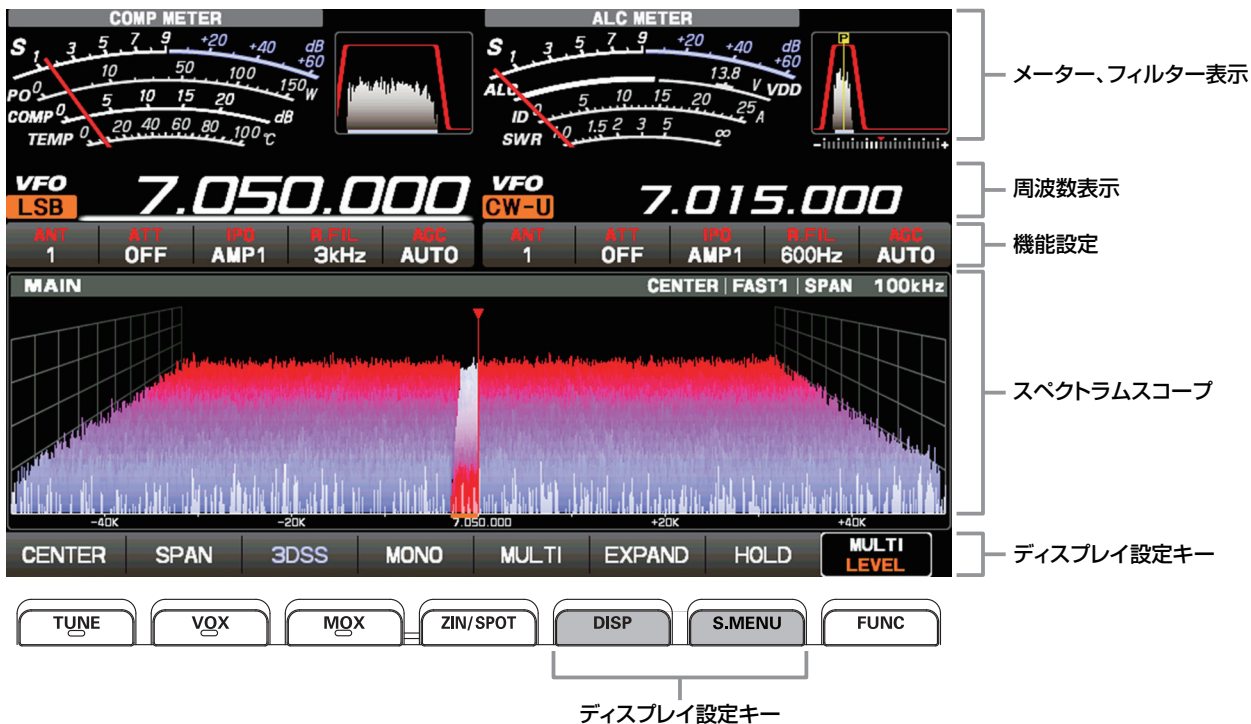 COMP METER
ALC METER
S 1 3 5 7 9 +20 +40 +60 dB
PO 0 10 50 100 150 W
COMP 0 5 10 15 20 dB
TEMP 0 20 40 60 80 100 ℃
S 1 3 5 7 9 +20 +40 +60 dB
ALC 13.8 V VDD
ID 0 5 10 15 20 25 A
SWR 1.0 1.5 2 3 5 ∞
P
- +
メーター、フィルター表示
VFO
LSB
7.050.000
VFO
CW-U
7.015.000
周波数表示
ANT ATT IPO R.FIL AGC ANT ATT IPO R.FIL AGC
1 OFF AMP1 3kHz AUTO 1 OFF AMP1 600Hz AUTO
機能設定
MAIN CENTER | FAST1 | SPAN 100kHz
スペクトラムスコープ
-40K -20K 7.050.000 +20K +40K
CENTER SPAN 3DSS MONO MULTI EXPAND HOLD MULTI
LEVEL
ディスプレイ設定キー
TUNE VOX MOX ZIN/SPOT DISP S.MENU FUNC
ディスプレイ設定キー